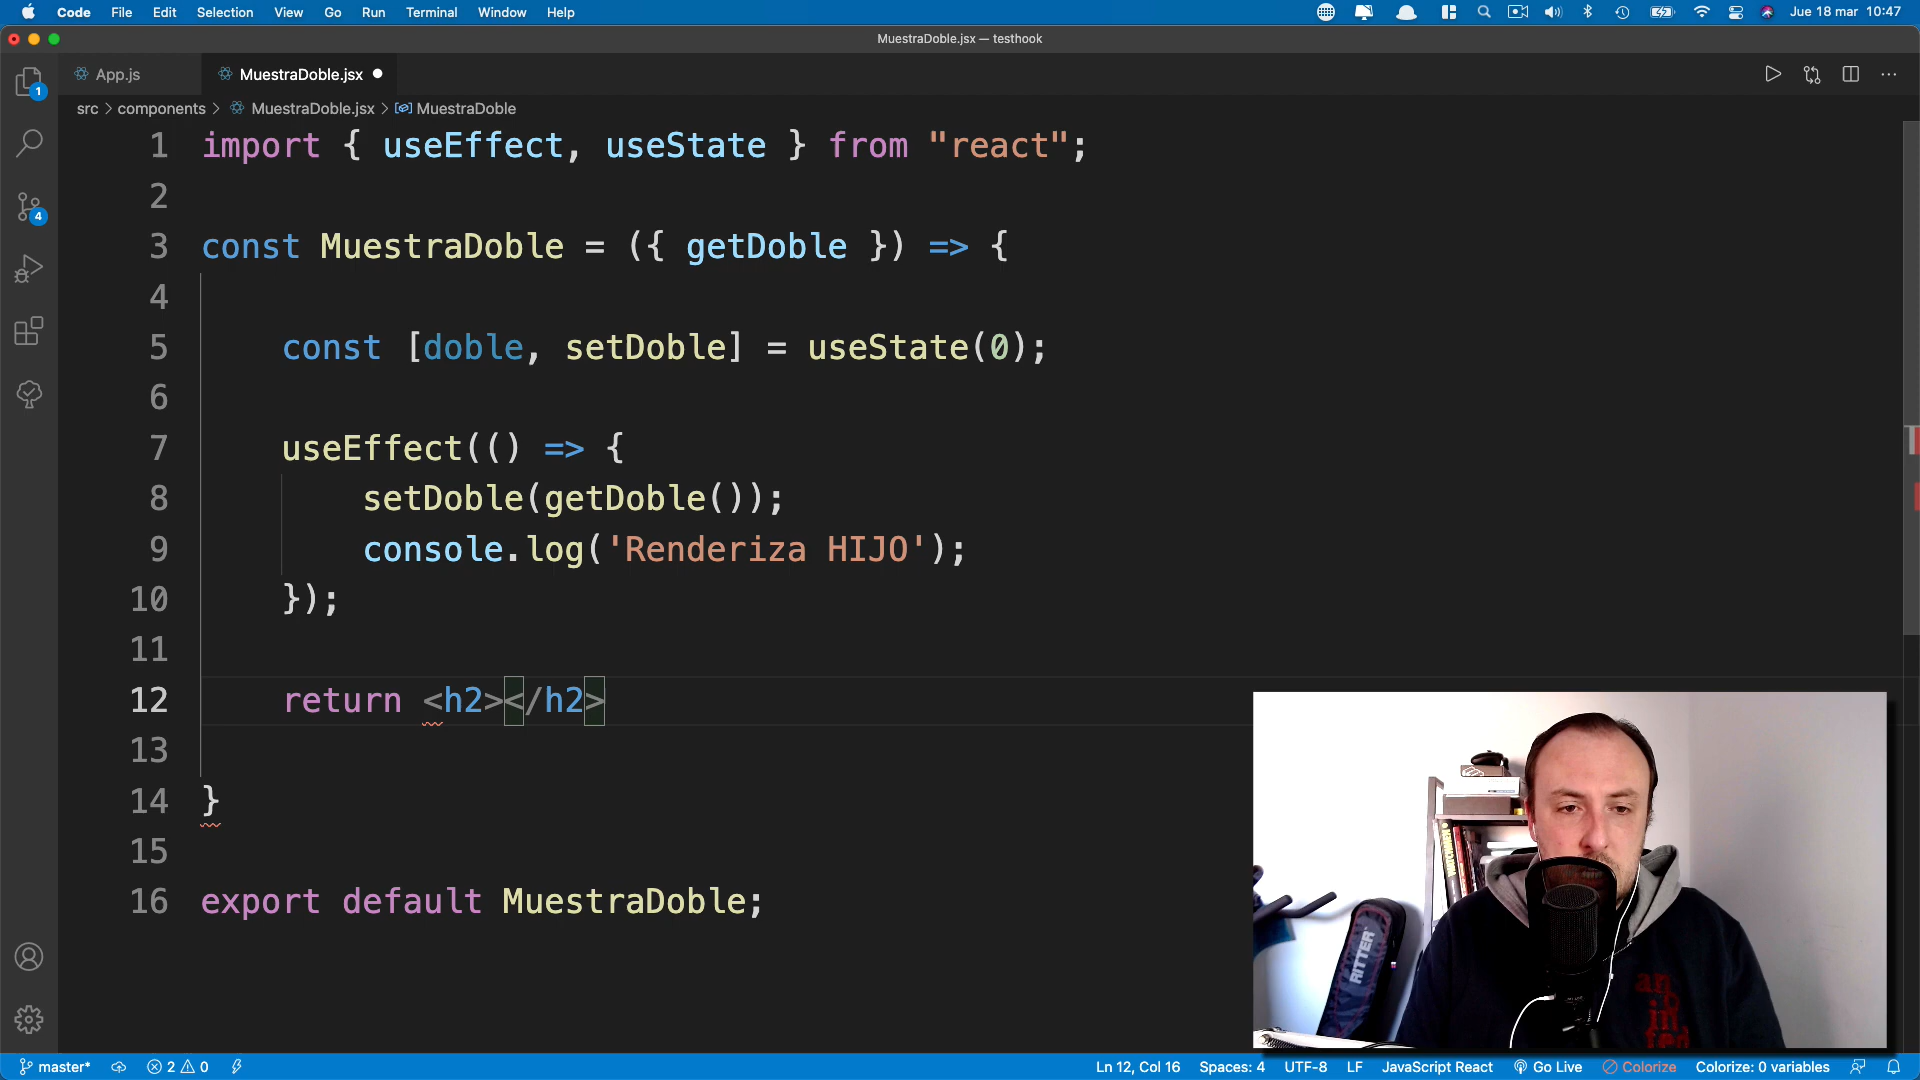 Code File Edit Selection View Go Run Terminal Window Help Jue 18 mar 10:47
MuestraDoble.jsx — testhook
App.js MuestraDoble.jsx
src > components > MuestraDoble.jsx > MuestraDoble
1 import { useEffect, useState } from "react";
2
3 const MuestraDoble = ({ getDoble }) => {
4
5 const [doble, setDoble] = useState(0);
6
7 useEffect(() => {
8 setDoble(getDoble());
9 console.log('Renderiza HIJO');
10 });
11
12 return <h2></h2>
13
14 }
15
16 export default MuestraDoble;
1
4
RITTER
master* 2 0 Ln 12, Col 16 Spaces: 4 UTF-8 LF JavaScript React Go Live Colorize Colorize: 0 variables